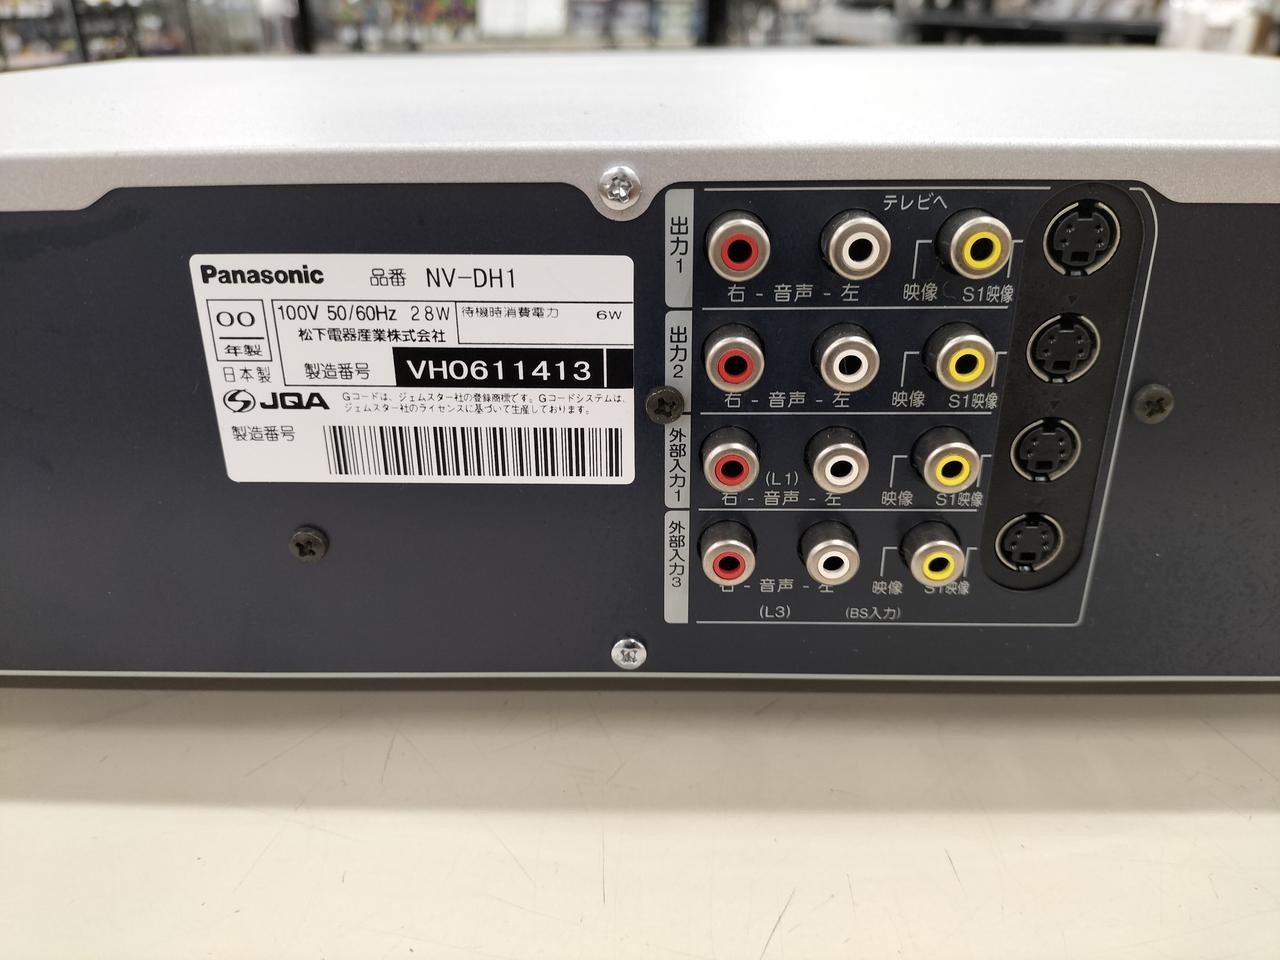 Panasonic 品番 NV-DH1
00 年製
日本製
100V 50/60Hz 28W
待機時消費電力 6W
松下電器産業株式会社
製造番号 VH0611413
JQA
Gコードは、ジェムスター社の登録商標です。Gコードシステムは、
ジェムスター社のライセンスに基づいて生産しております。
製造番号
テレビへ
出力1
右 - 音声 - 左 映像 S1映像
出力2
右 - 音声 - 左 映像 S1映像
外部入力1
(L1)
右 - 音声 - 左 映像 S1映像
外部入力3
右 - 音声 - 左 映像 S1映像
(L3) (BS入力)